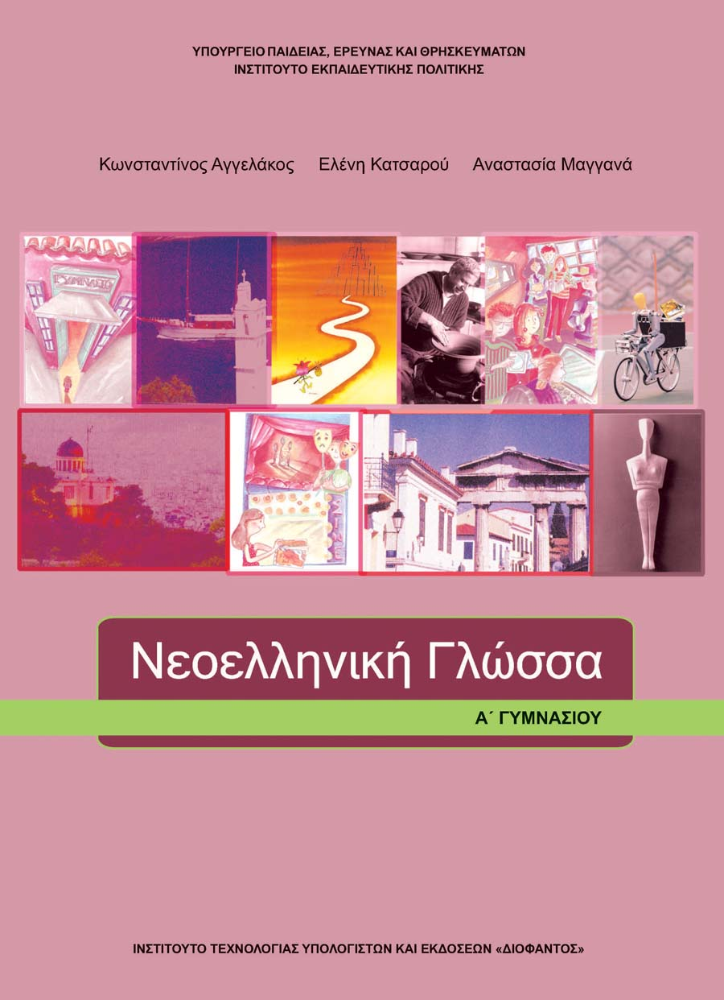 ΥΠΟΥΡΓΕΙΟ ΠΑΙΔΕΙΑΣ, ΕΡΕΥΝΑΣ ΚΑΙ ΘΡΗΣΚΕΥΜΑΤΩΝ
ΙΝΣΤΙΤΟΥΤΟ ΕΚΠΑΙΔΕΥΤΙΚΗΣ ΠΟΛΙΤΙΚΗΣ
Κωνσταντίνος Αγγελάκος Ελένη Κατσαρού Αναστασία Μαγγανά
ΓΥΜΝΑΣΙΟ
Νεοελληνική Γλώσσα
Α΄ ΓΥΜΝΑΣΙΟΥ
ΙΝΣΤΙΤΟΥΤΟ ΤΕΧΝΟΛΟΓΙΑΣ ΥΠΟΛΟΓΙΣΤΩΝ ΚΑΙ ΕΚΔΟΣΕΩΝ «ΔΙΟΦΑΝΤΟΣ»